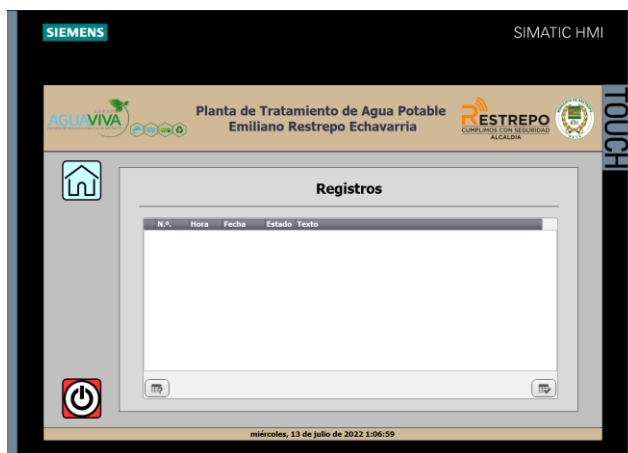 SIEMENS
SIMATIC HMI
TOUCH
AGUAVIVA
Planta de Tratamiento de Agua Potable
Emiliano Restrepo Echavarria
RESTREPO
CUMPLIMOS CON SEGURIDAD
ALCALDIA
Registros
N.º. Hora Fecha Estado Texto
miércoles, 13 de julio de 2022 1:06:59